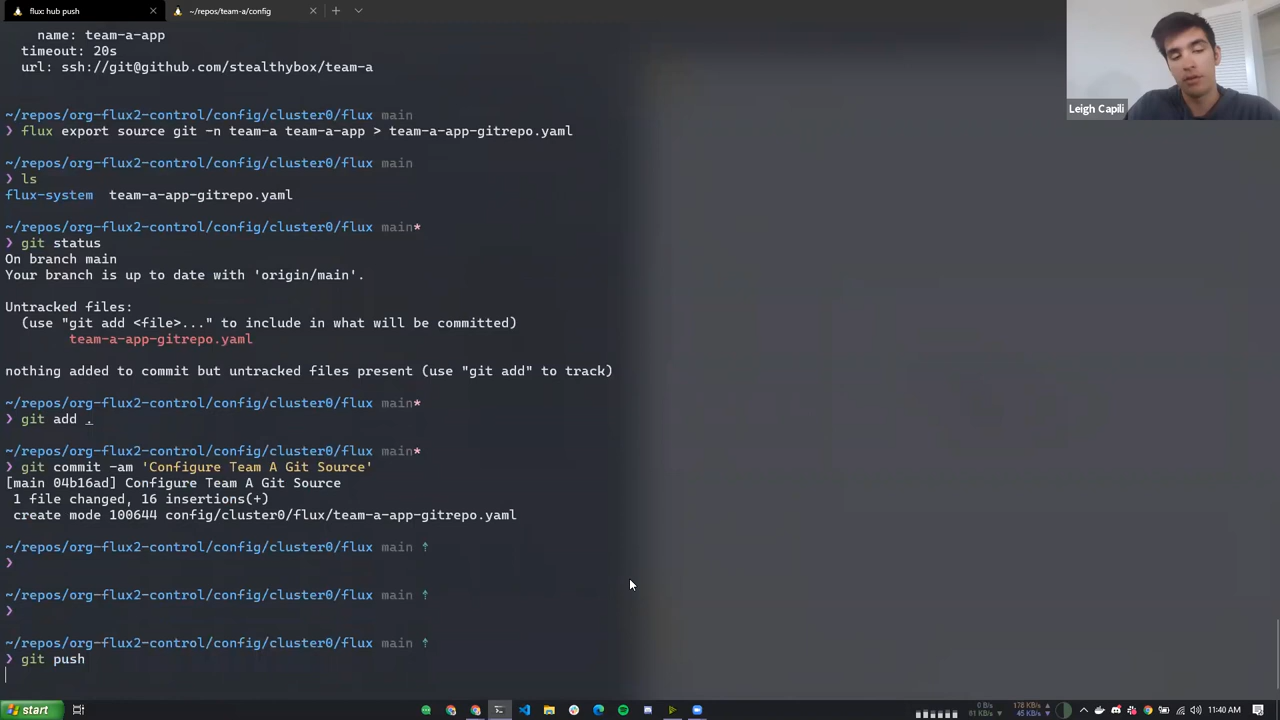 flux: hub push
~/repos/team-a/config
name: team-a-app
timeout: 20s
url: ssh://git@github.com/stealthybox/team-a
~/repos/org-flux2-control/config/cluster0/flux main
❯ flux export source git -n team-a team-a-app > team-a-app-gitrepo.yaml
~/repos/org-flux2-control/config/cluster0/flux main
❯ ls
flux-system team-a-app-gitrepo.yaml
~/repos/org-flux2-control/config/cluster0/flux main*
❯ git status
On branch main
Your branch is up to date with 'origin/main'.
Untracked files:
(use "git add <file>..." to include in what will be committed)
team-a-app-gitrepo.yaml
nothing added to commit but untracked files present (use "git add" to track)
~/repos/org-flux2-control/config/cluster0/flux main*
❯ git add .
~/repos/org-flux2-control/config/cluster0/flux main*
❯ git commit -am 'Configure Team A Git Source'
[main 04b16ad] Configure Team A Git Source
1 file changed, 16 insertions(+)
create mode 100644 config/cluster0/flux/team-a-app-gitrepo.yaml
~/repos/org-flux2-control/config/cluster0/flux main ⇡
❯
~/repos/org-flux2-control/config/cluster0/flux main ⇡
❯
~/repos/org-flux2-control/config/cluster0/flux main ⇡
❯ git push
Leigh Capili
start
0 B/s
178 KB/s
61 KB/s
45 KB/s
11:40 AM